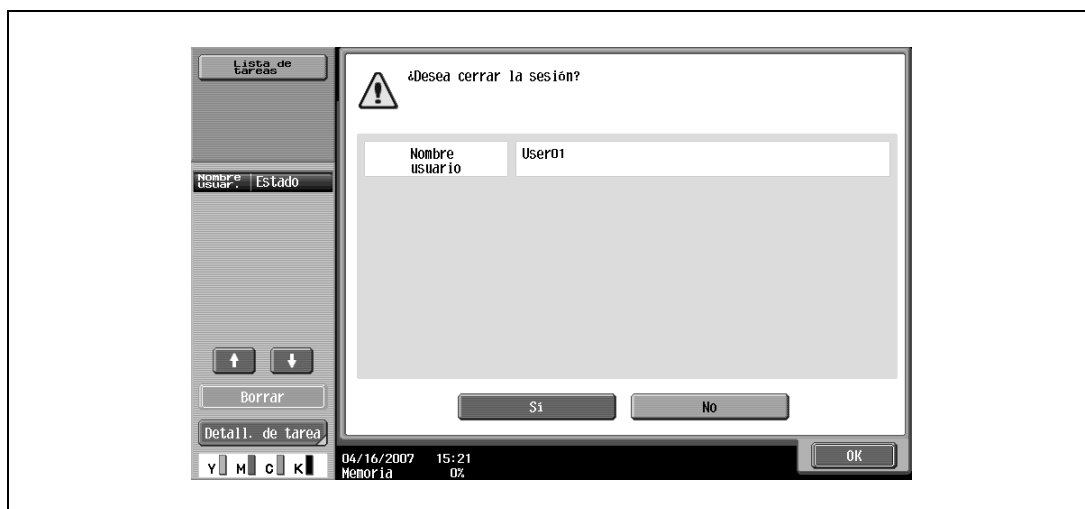 Lista de
tareas
¿Desea cerrar la sesión?
Nombre
usuario
User01
Nombre
usuar.
Estado
Borrar
Sí
No
Detall. de tarea
Y M C K
04/16/2007 15:21
Memoria 0%
OK